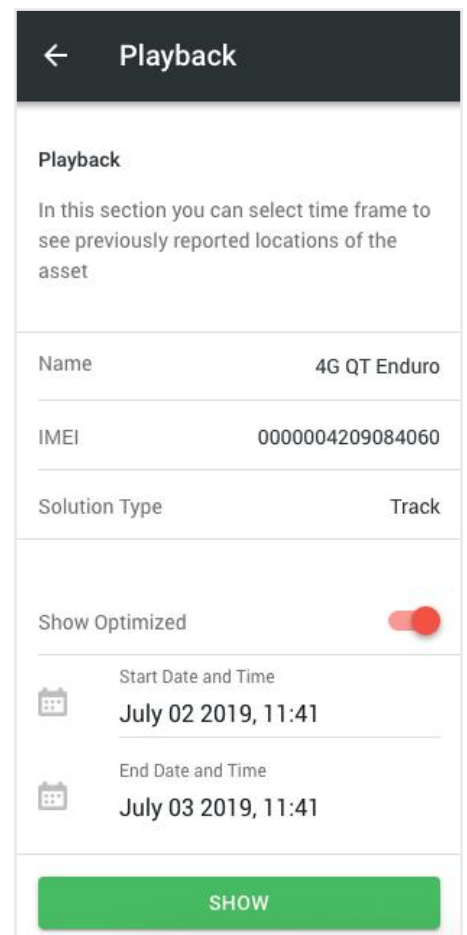 Playback
Playback
In this section you can select time frame to
see previously reported locations of the
asset
Name 4G QT Enduro
IMEI 0000004209084060
Solution Type Track
Show Optimized
Start Date and Time
July 02 2019, 11:41
End Date and Time
July 03 2019, 11:41
SHOW